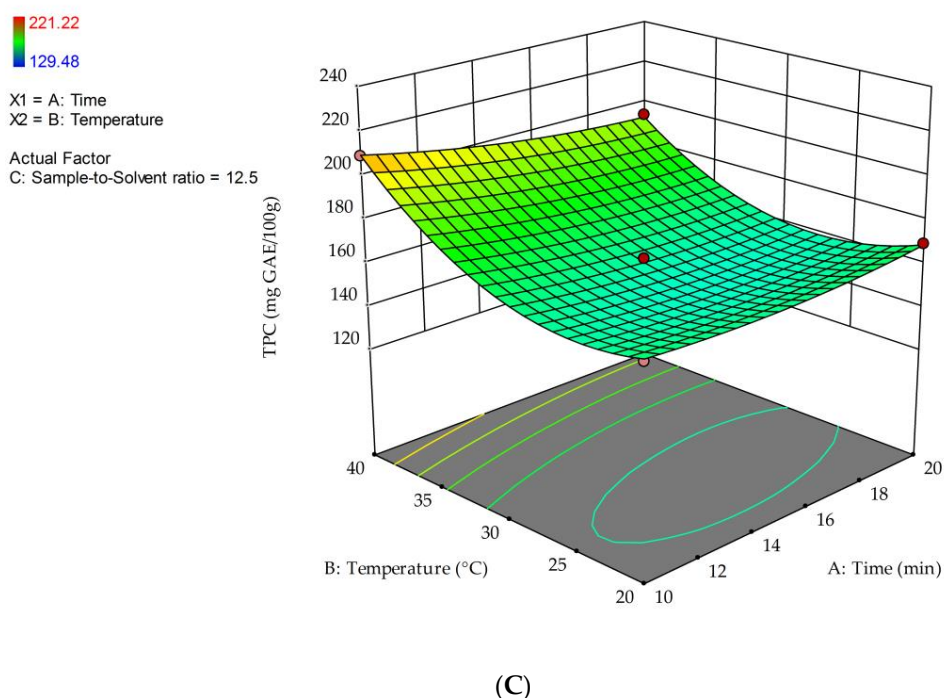 221.22
129.48
X1 = A: Time
X2 = B: Temperature
Actual Factor
C: Sample-to-Solvent ratio = 12.5
TPC (mg GAE/100g)
240
220
200
180
160
140
120
40
35
30
25
20
B: Temperature (°C)
10
12
14
16
18
20
A: Time (min)
(C)